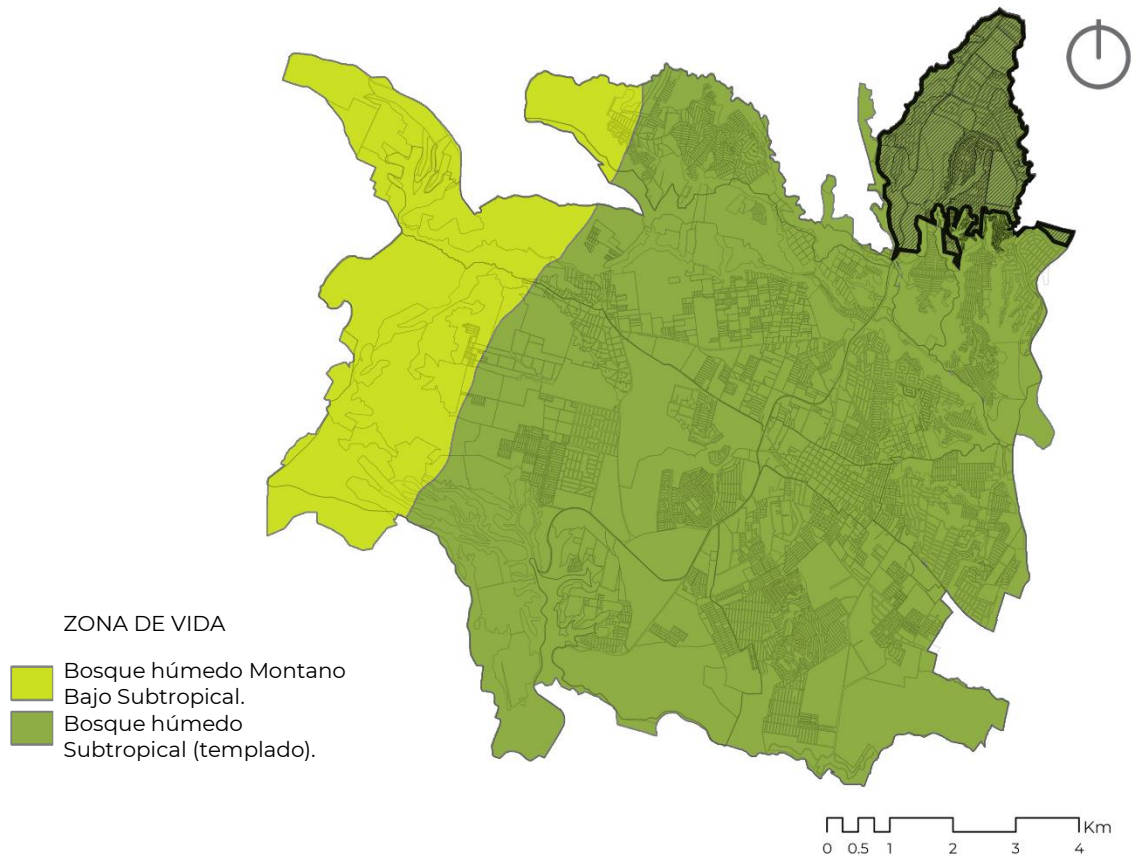 ZONA DE VIDA
Bosque húmedo Montano
Bajo Subtropical.
Bosque húmedo
Subtropical (templado).
Km
0 0.5 1 2 3 4